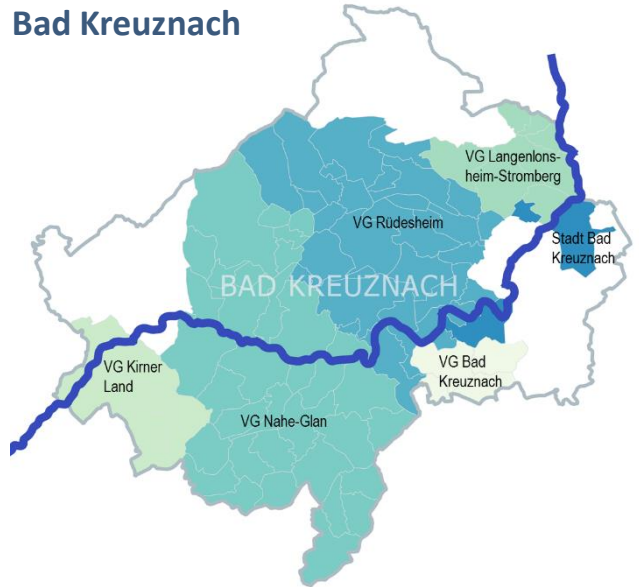 Bad Kreuznach
VG Langenlons-
heim-Stromberg
VG Rüdesheim
Stadt Bad
Kreuznach
BAD KREUZNACH
VG Kirner
Land
VG Bad
Kreuznach
VG Nahe-Glan